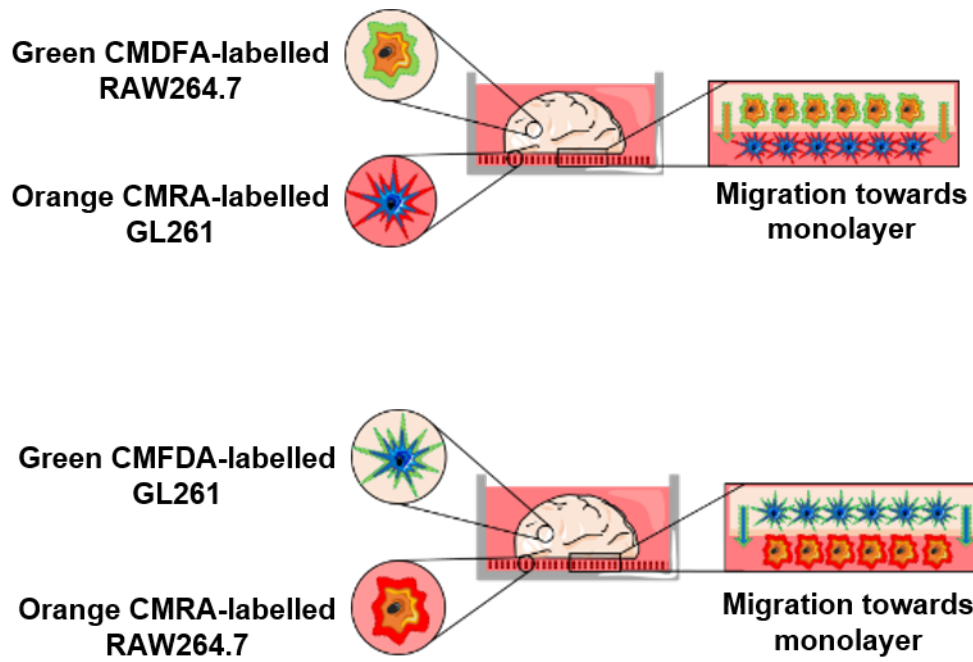 Green CMDFA-labelled
RAW264.7
Orange CMRA-labelled
GL261
Migration towards
monolayer
Green CMFDA-labelled
GL261
Orange CMRA-labelled
RAW264.7
Migration towards
monolayer